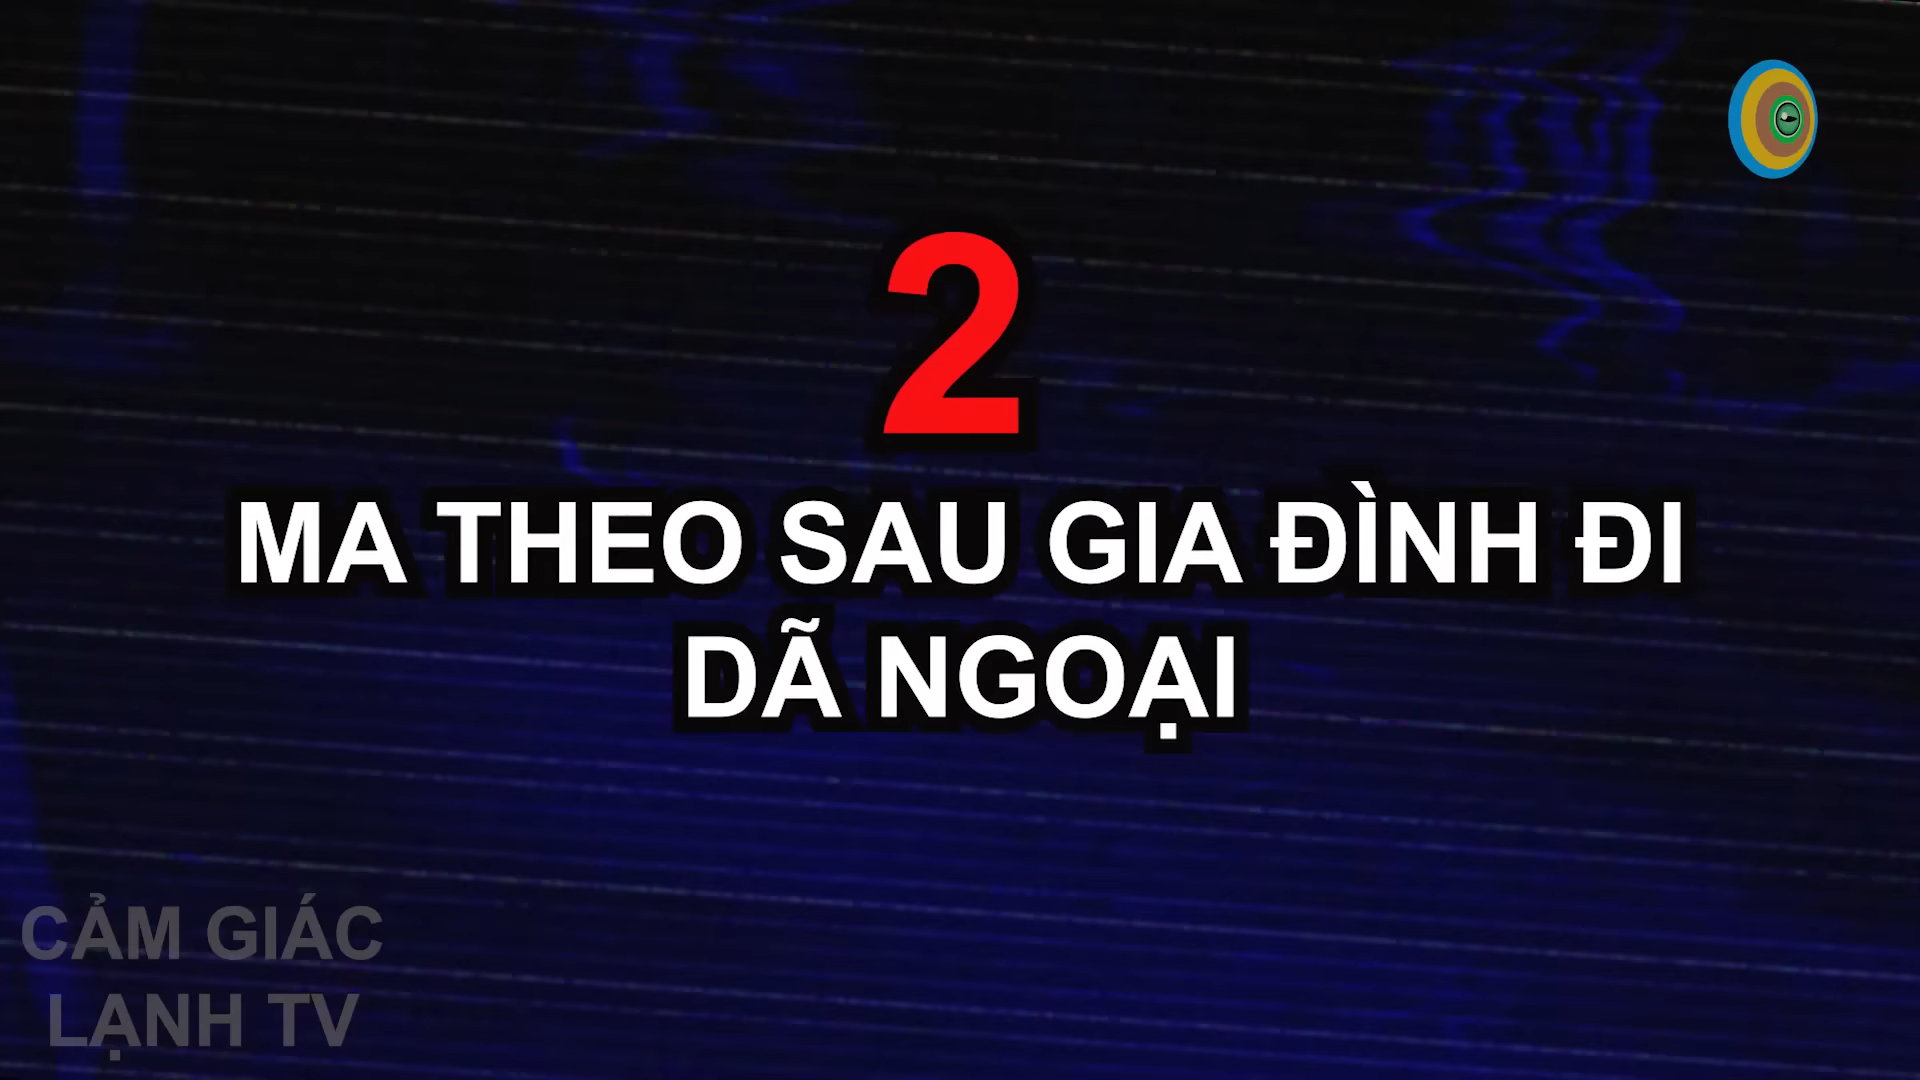 2
MA THEO SAU GIA ĐÌNH ĐI
DÃ NGOẠI
CẢM GIÁC
LẠNH TV